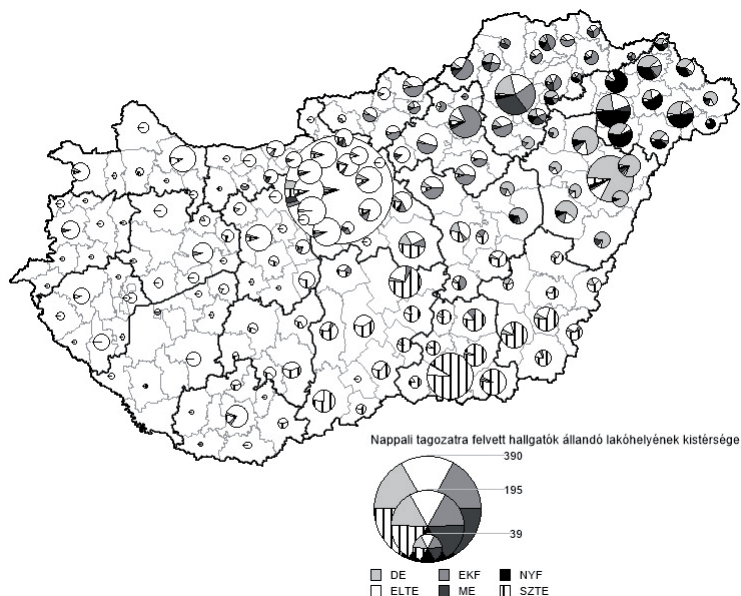 Nappali tagozatra felvett hallgatók állandó lakóhelyének kistérsége
390
195
39
DE EKF NYF
ELTE ME SZTE